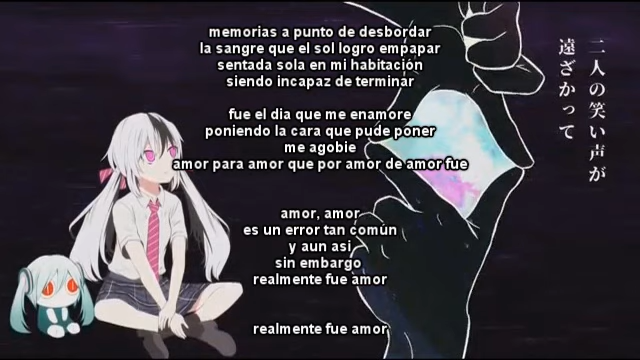 memorias a punto de desbordar
la sangre que el sol logro empapar
sentada sola en mi habitación
siendo incapaz de terminar
fue el dia que me enamore
poniendo la cara que pude poner
me agobie
amor para amor que por amor de amor fue
amor, amor
es un error tan común
y aun asi
sin embargo
realmente fue amor
realmente fue amor
二人の笑い声が
遠ざかって